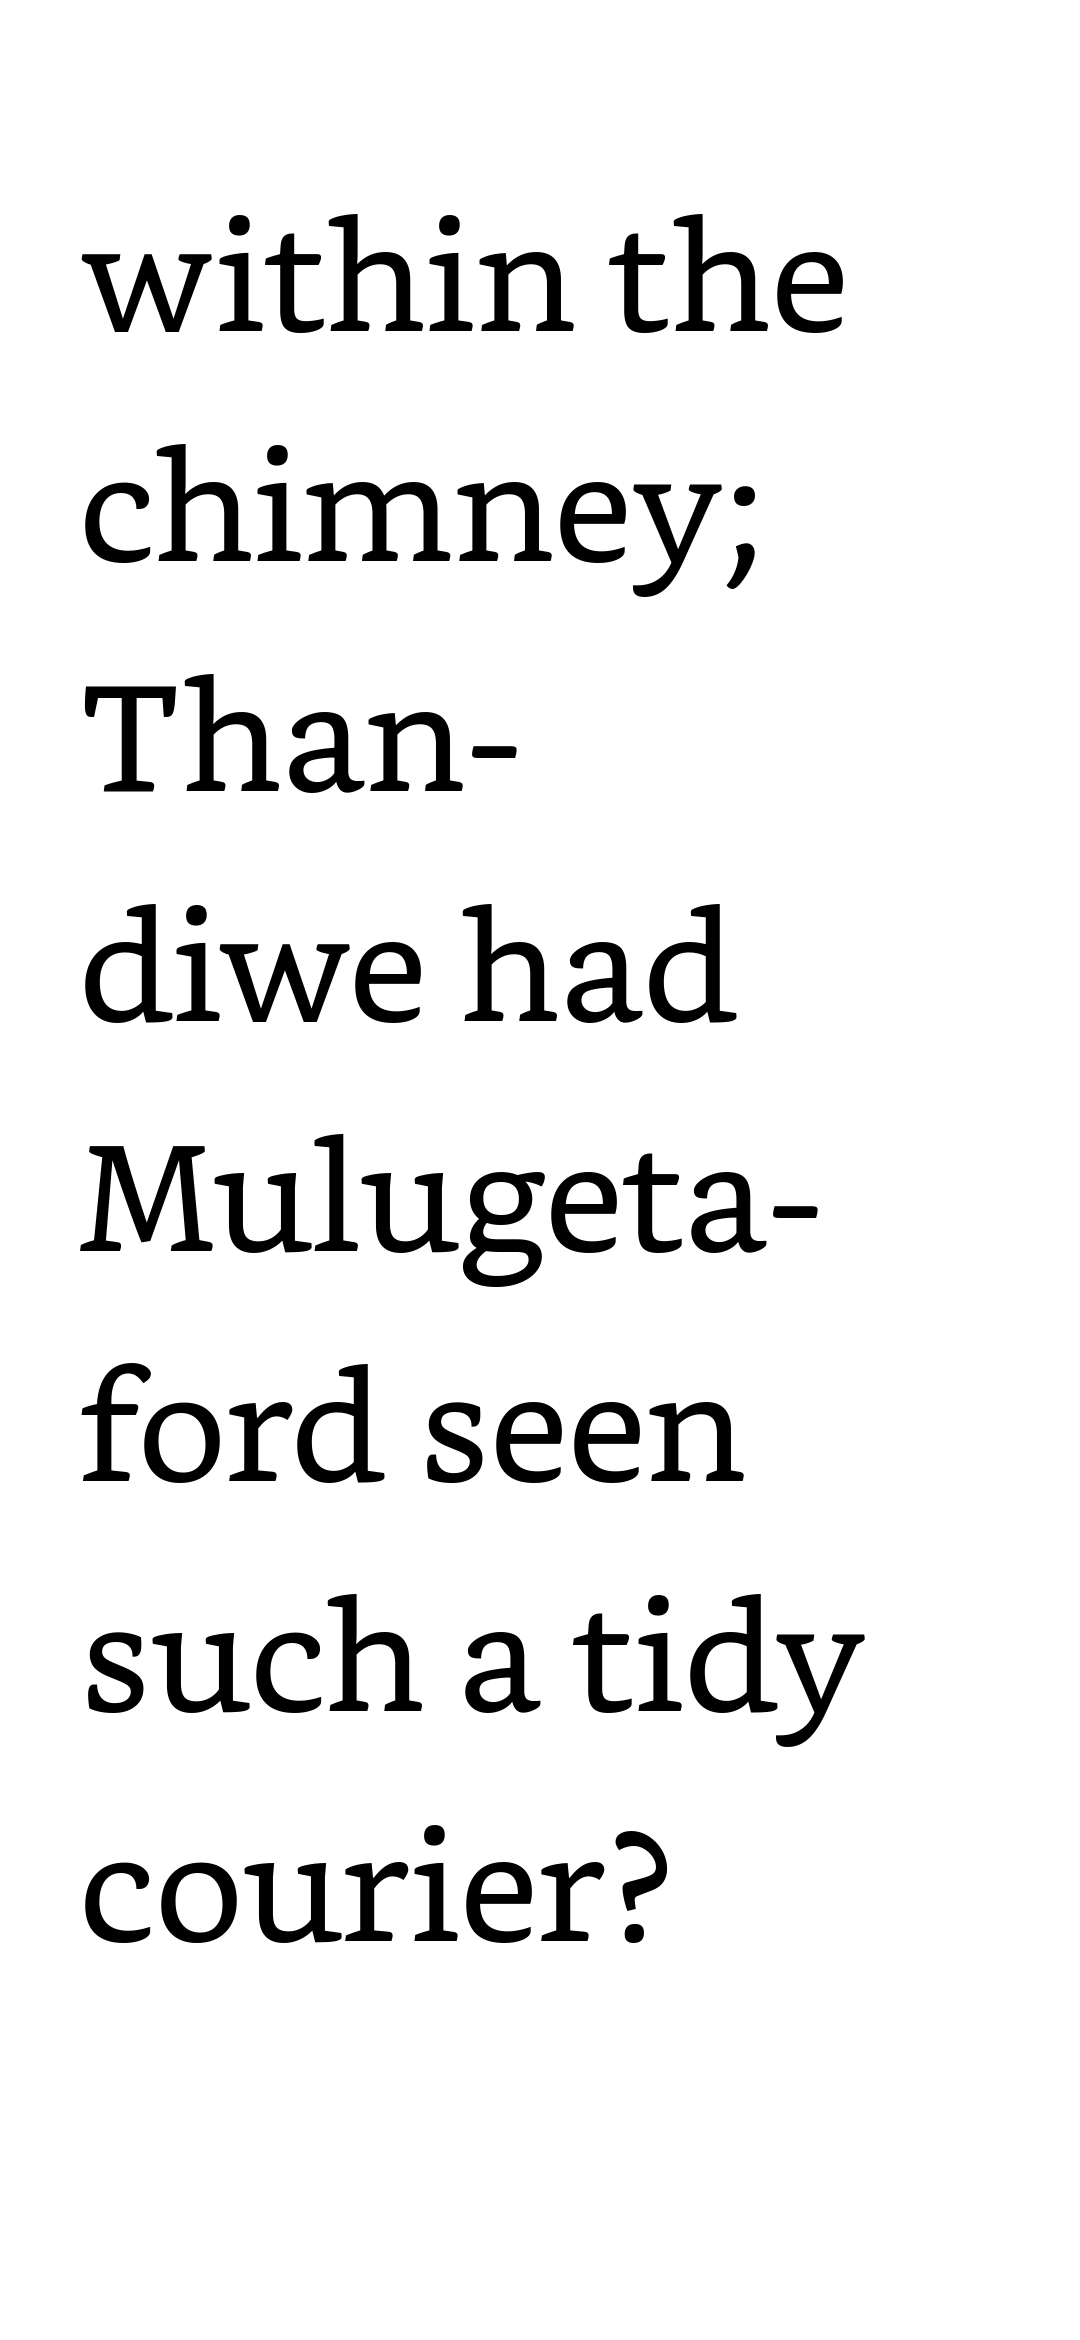 within the
chimney;
Than-
diwe had
Mulugeta-
ford seen
such a tidy
courier?